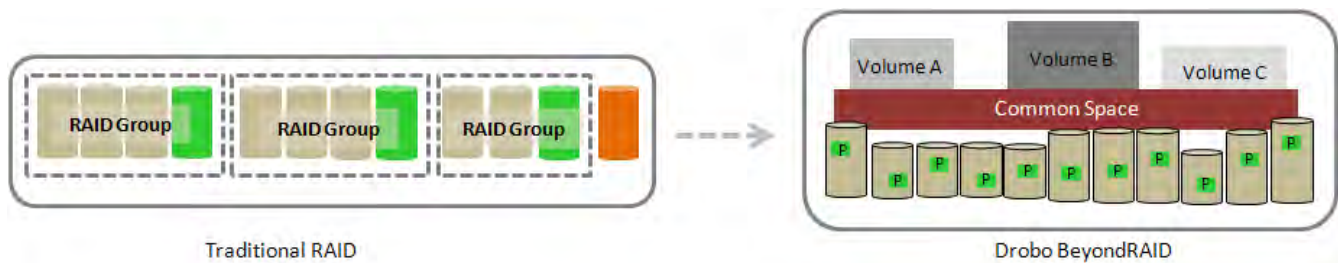 RAID Group
RAID Group
RAID Group
Traditional RAID
Volume A
Volume B
Volume C
Common Space
P
P
P
P
P
P
P
P
P
P
P
Drobo BeyondRAID